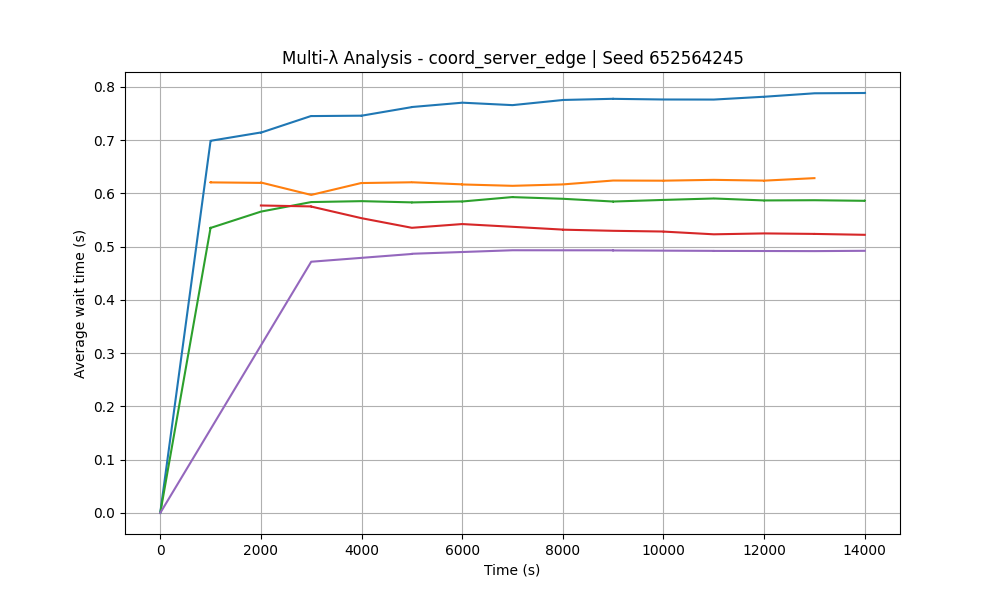 Multi-λ Analysis - coord_server_edge | Seed 652564245
Average wait time (s)
0.8
0.7
0.6
0.5
0.4
0.3
0.2
0.1
0.0
0 2000 4000 6000 8000 10000 12000 14000
Time (s)